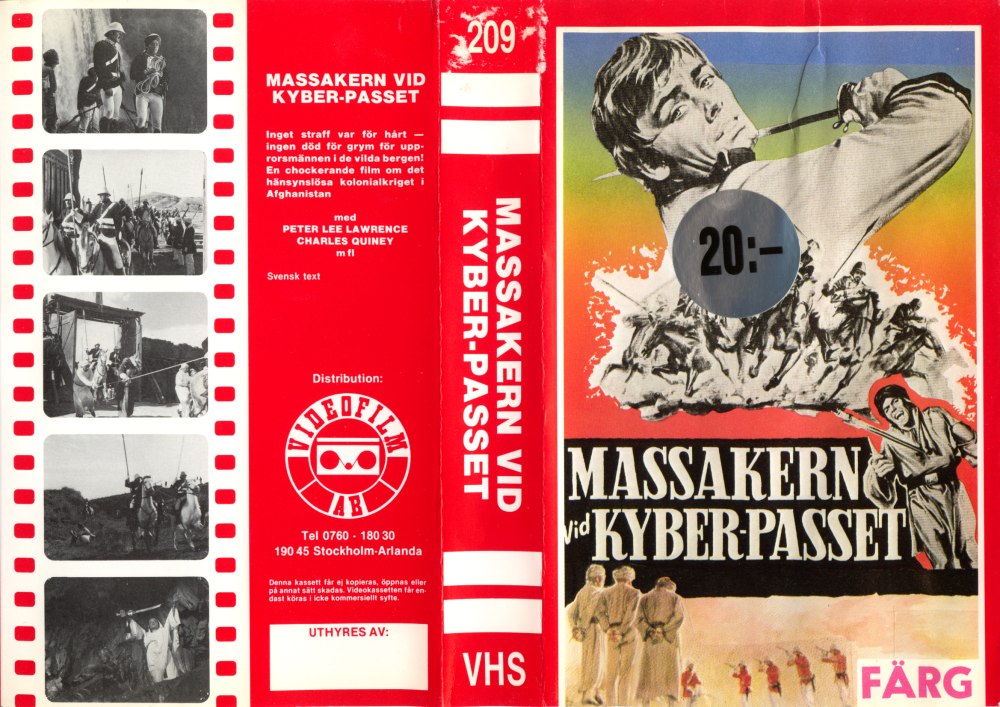 MASSAKERN VID
KYBER-PASSET
Inget straff var för hårt —
ingen död för grym för upp-
rorsmännen i de vilda bergen!
En chockerande film om det
hänsynslösa kolonialkriget i
Afghanistan
med
PETER LEE LAWRENCE
CHARLES QUINEY
m fl
Svensk text
Distribution:
VIDEOFILM
AB
Tel 0760 - 180 30
190 45 Stockholm-Arlanda
Denna kassett får ej kopieras, öppnas eller
på annat sätt skadas. Videokassetten får en-
dast köras i icke kommersiellt syfte.
UTHYRES AV:
209
MASSAKERN VID
KYBER-PASSET
VHS
20:-
MASSAKERN
vid KYBER-PASSET
FÄRG